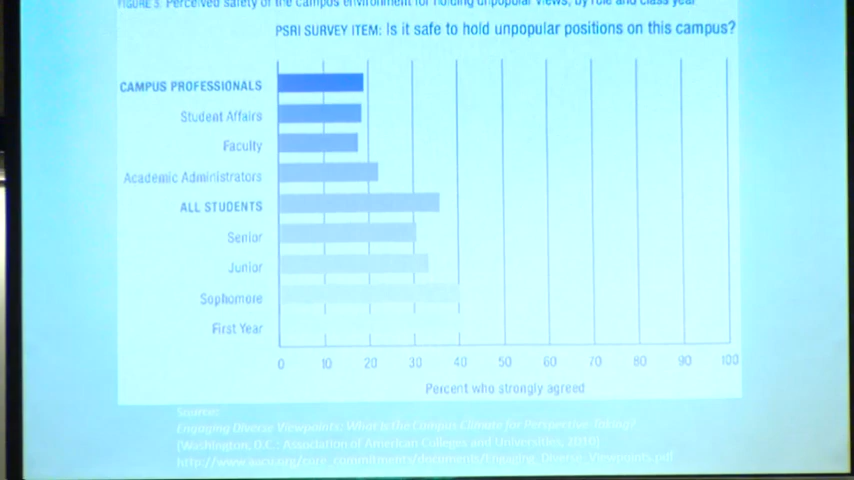 FIGURE 5. Perceived safety of the campus environment for holding unpopular views, by role and class year
PSRI SURVEY ITEM: Is it safe to hold unpopular positions on this campus?
CAMPUS PROFESSIONALS
Student Affairs
Faculty
Academic Administrators
ALL STUDENTS
Senior
Junior
Sophomore
First Year
0 10 20 30 40 50 60 70 80 90 100
Percent who strongly agreed
Source:
Engaging Diverse Viewpoints: What Is the Campus Climate for Perspective-Taking?
(Washington, D.C.: Association of American Colleges and Universities, 2010)
http://www.aacu.org/core_commitments/documents/Engaging_Diverse_Viewpoints.pdf